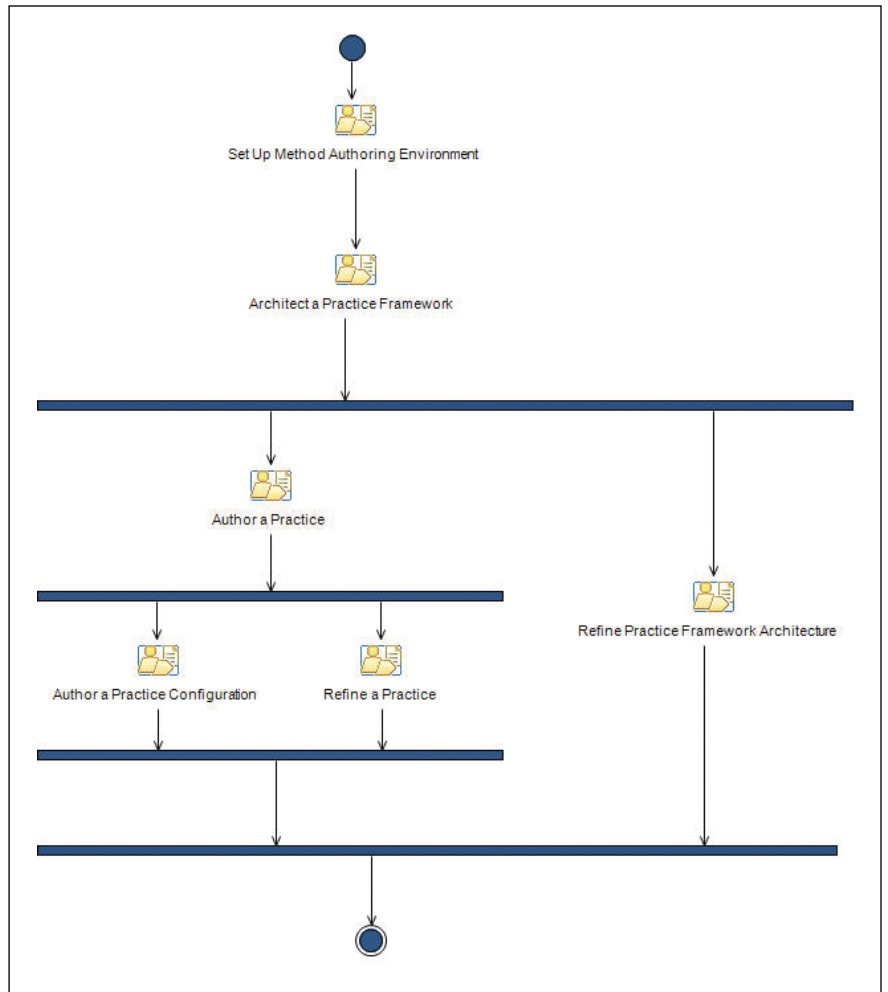 Set Up Method Authoring Environment
Architect a Practice Framework
Author a Practice
Refine Practice Framework Architecture
Author a Practice Configuration
Refine a Practice